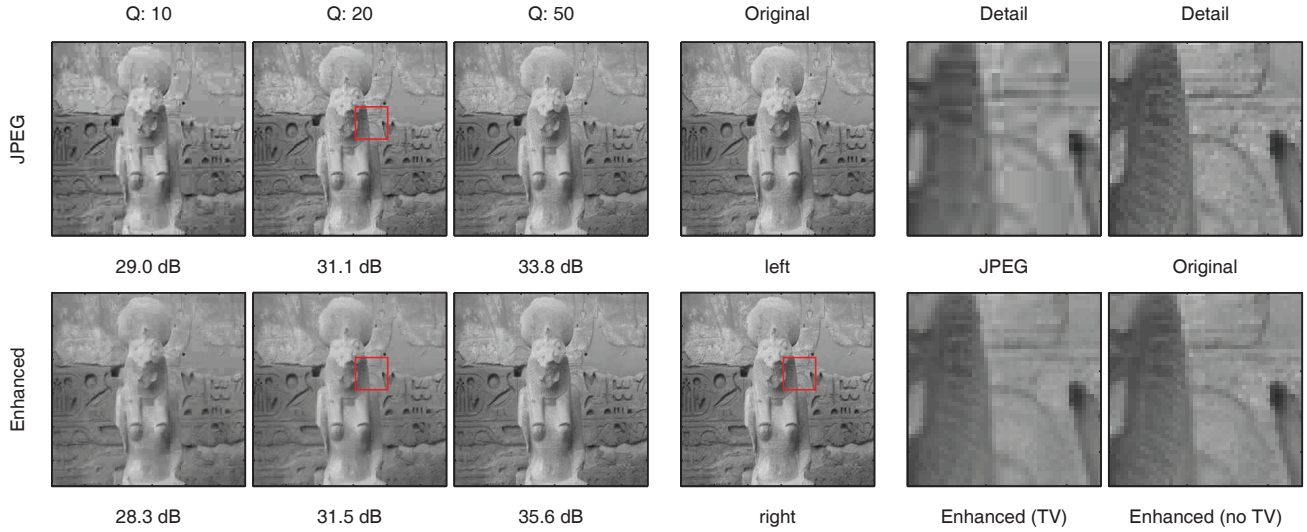 Q: 10 Q: 20 Q: 50 Original Detail Detail
JPEG
29.0 dB 31.1 dB 33.8 dB left JPEG Original
Enhanced
28.3 dB 31.5 dB 35.6 dB right Enhanced (TV) Enhanced (no TV)